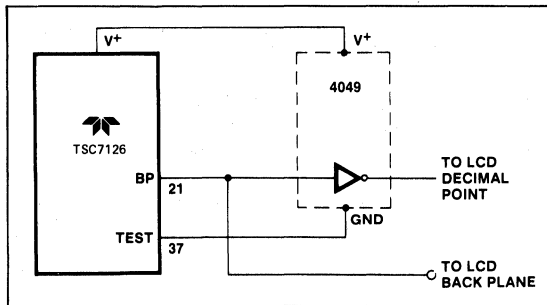 V+
V+
4049
TSC7126
BP
21
TO LCD
DECIMAL
POINT
GND
TEST
37
TO LCD
BACK PLANE